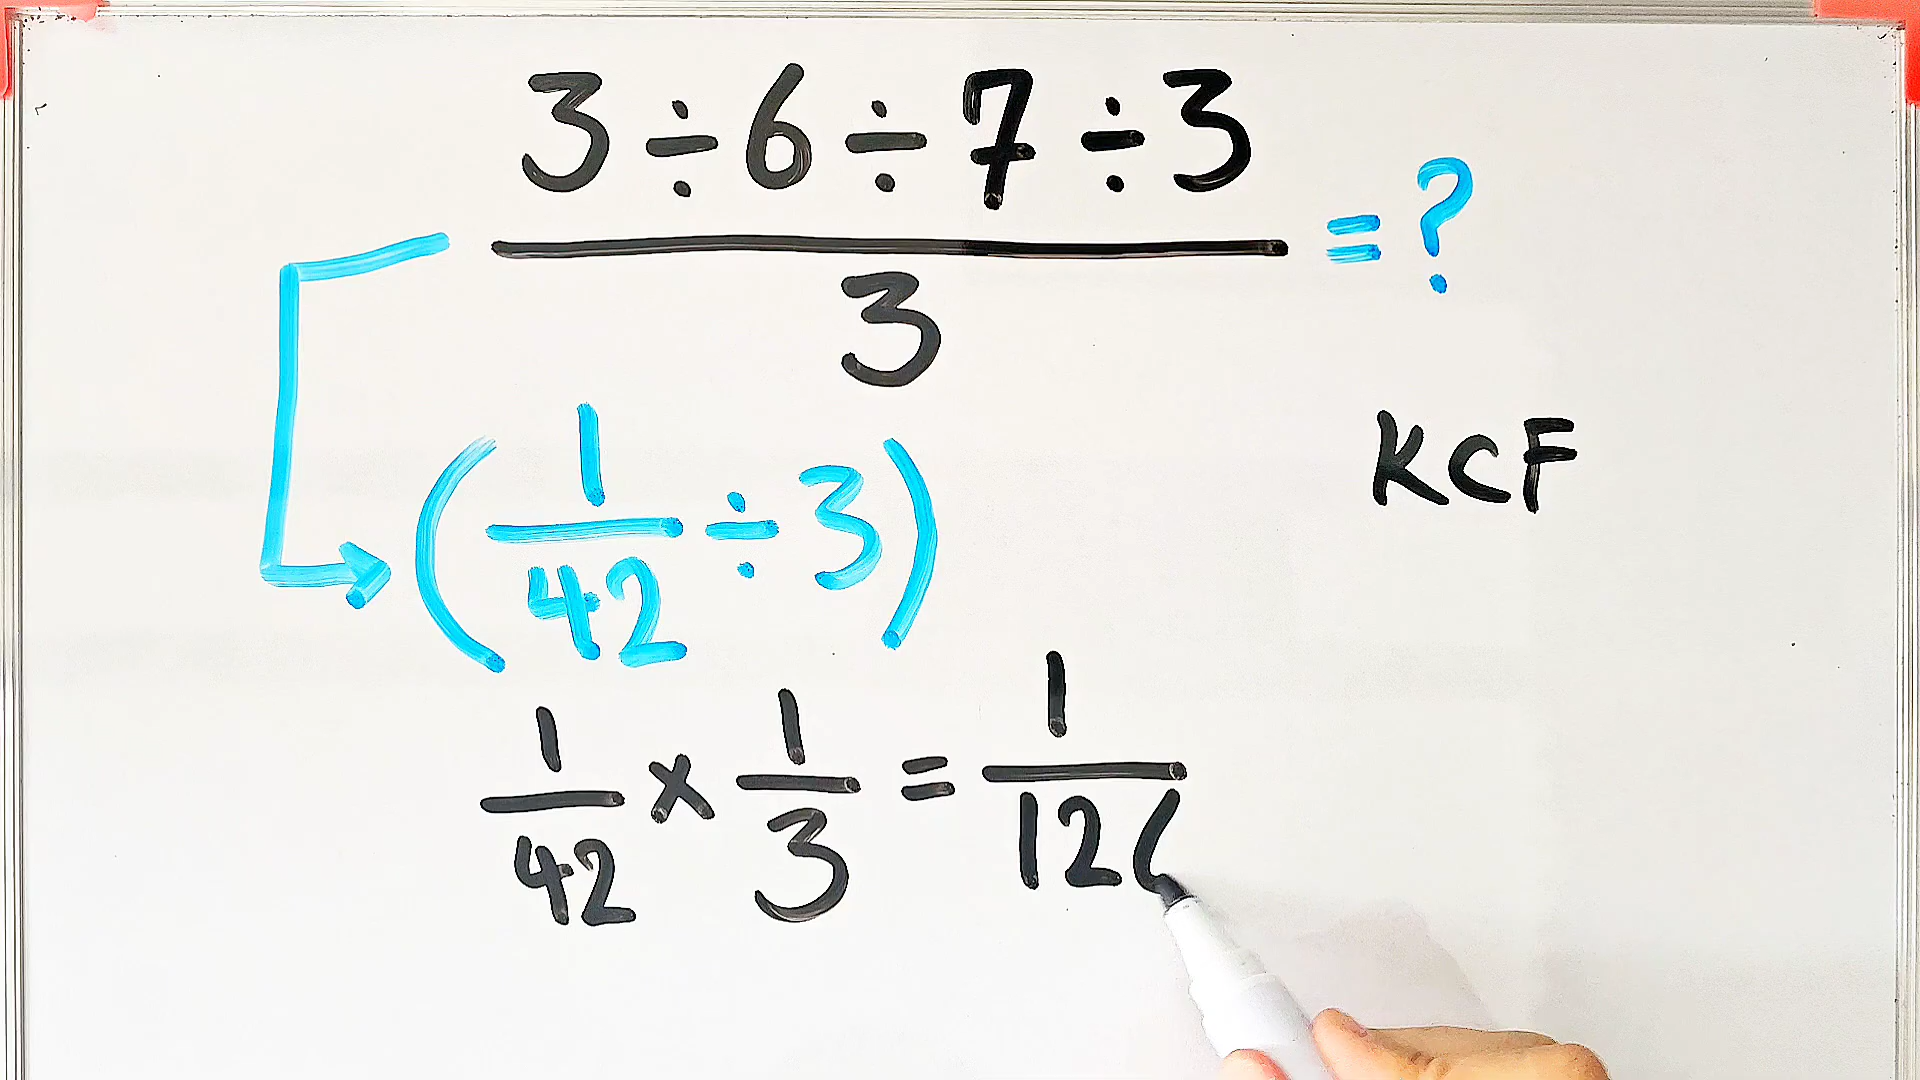 3 ÷ 6 ÷ 7 ÷ 3
= ?
3
KCF
( 1/42 ÷ 3 )
1/42 × 1/3 = 1/126